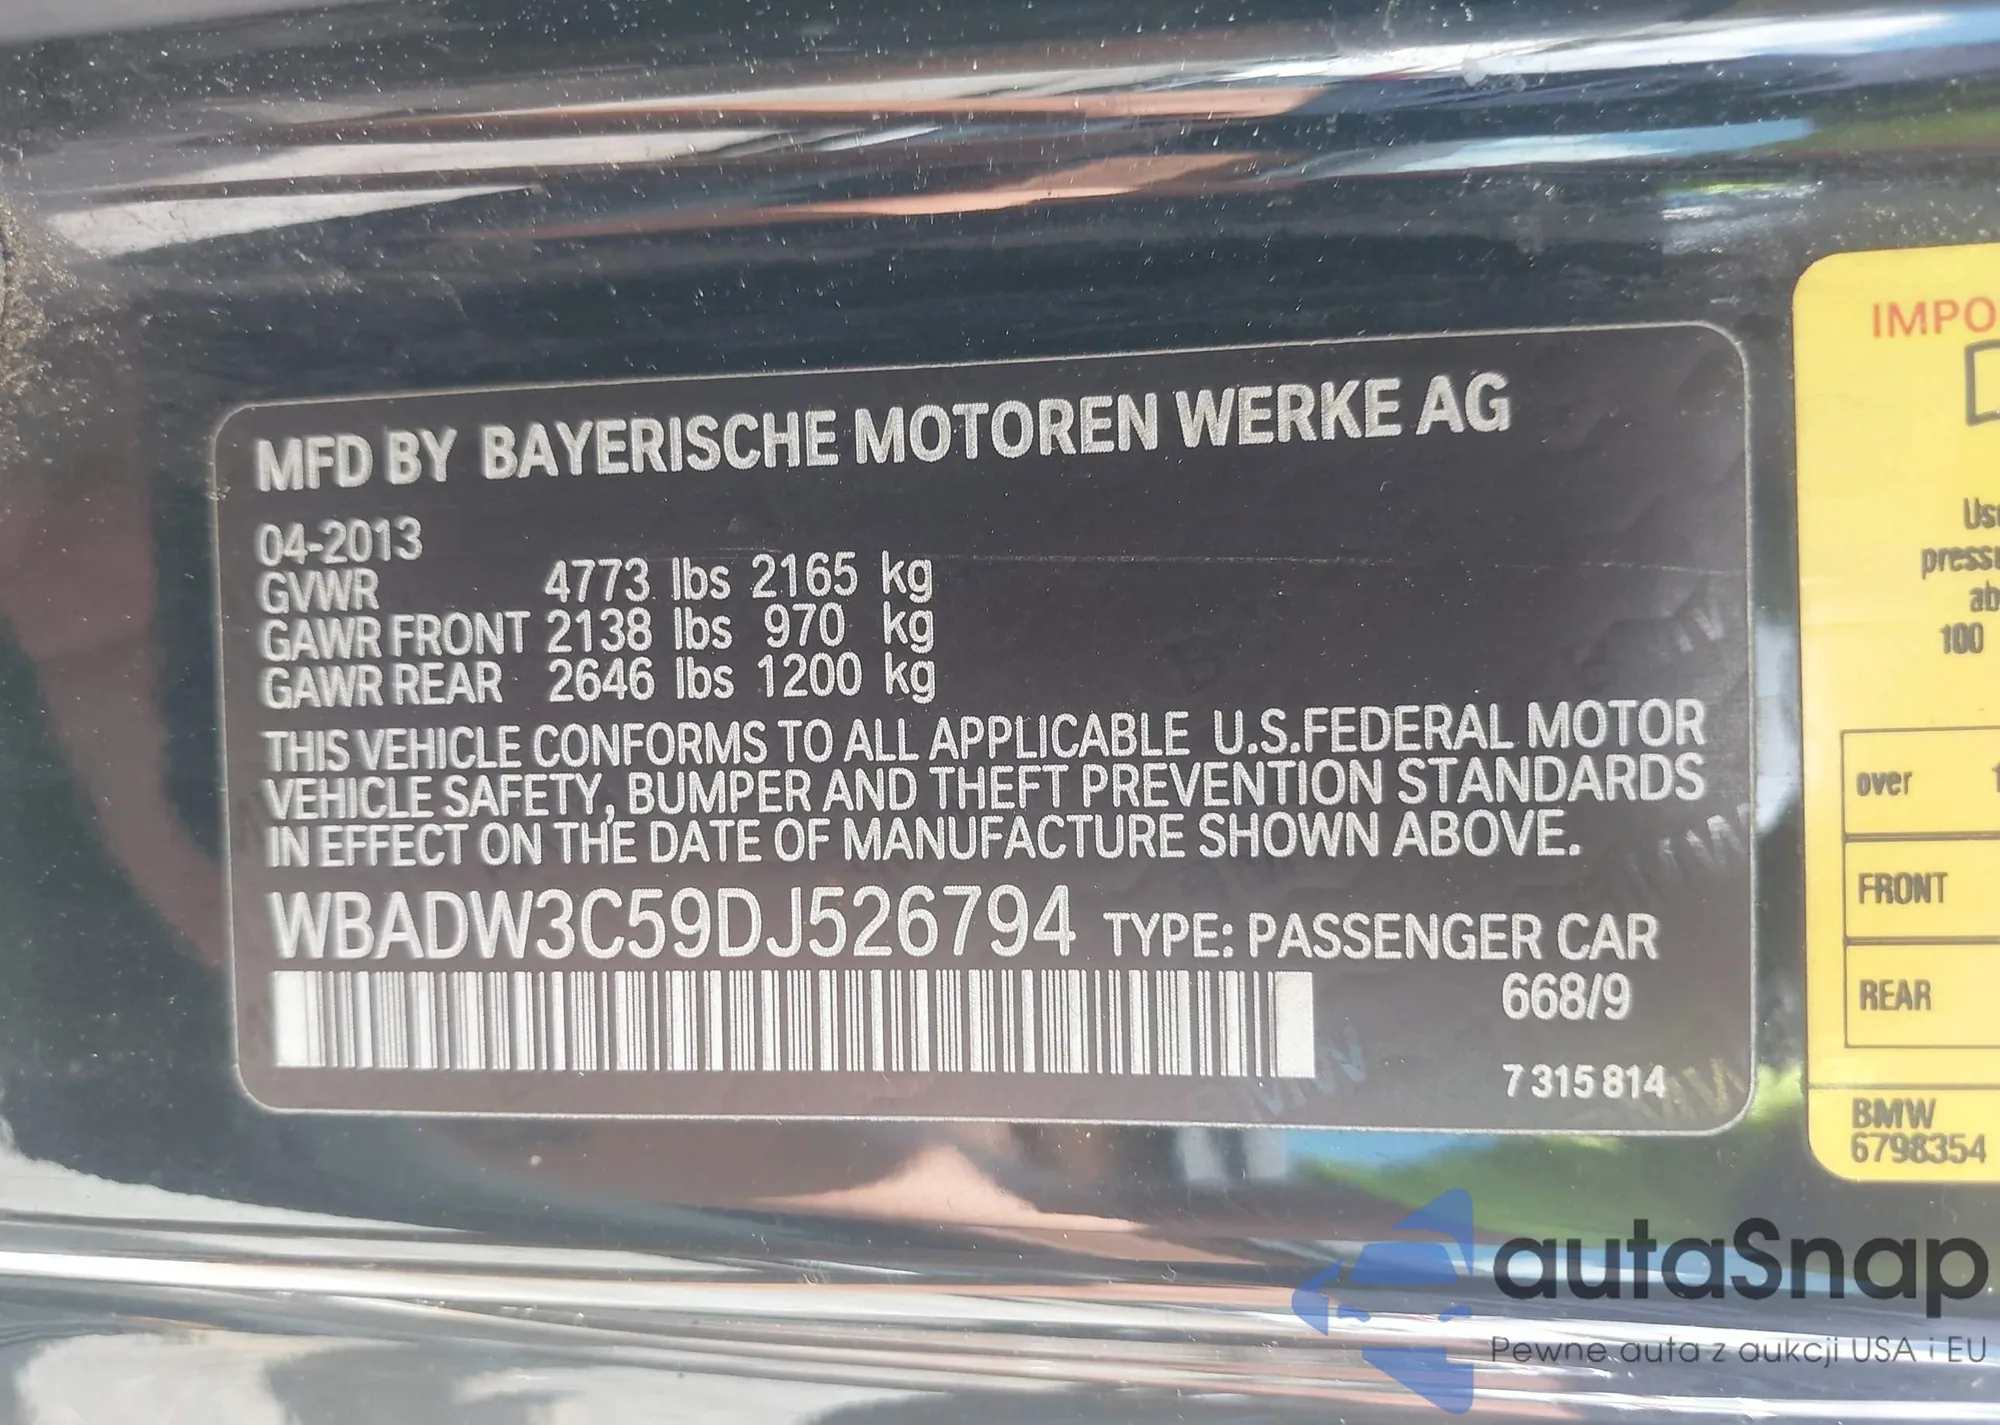 MFD BY BAYERISCHE MOTOREN WERKE AG
04-2013
GVWR 4773 lbs 2165 kg
GAWR FRONT 2138 lbs 970 kg
GAWR REAR 2646 lbs 1200 kg
THIS VEHICLE CONFORMS TO ALL APPLICABLE U.S.FEDERAL MOTOR
VEHICLE SAFETY, BUMPER AND THEFT PREVENTION STANDARDS
IN EFFECT ON THE DATE OF MANUFACTURE SHOWN ABOVE.
WBADW3C59DJ526794 TYPE: PASSENGER CAR
668/9
7 315 814
100
over
FRONT
REAR
BMW
6798354
autaSnap
Pewne auta z aukcji USA i EU